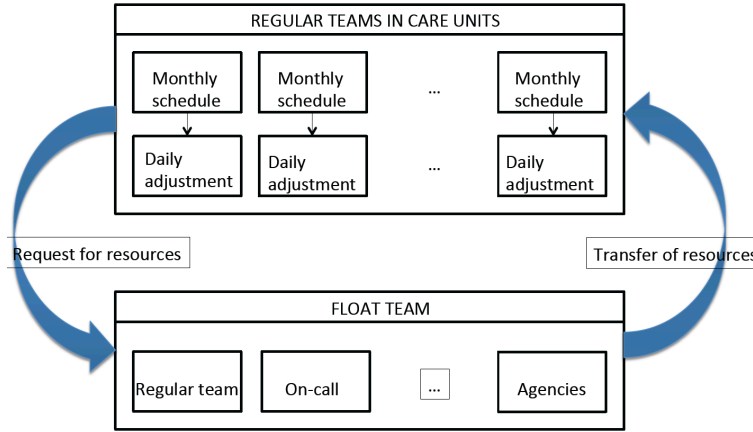 REGULAR TEAMS IN CARE UNITS
Monthly
schedule
Monthly
schedule
...
Monthly
schedule
Daily
adjustment
Daily
adjustment
...
Daily
adjustment
Request for resources
Transfer of resources
FLOAT TEAM
Regular team
On-call
...
Agencies